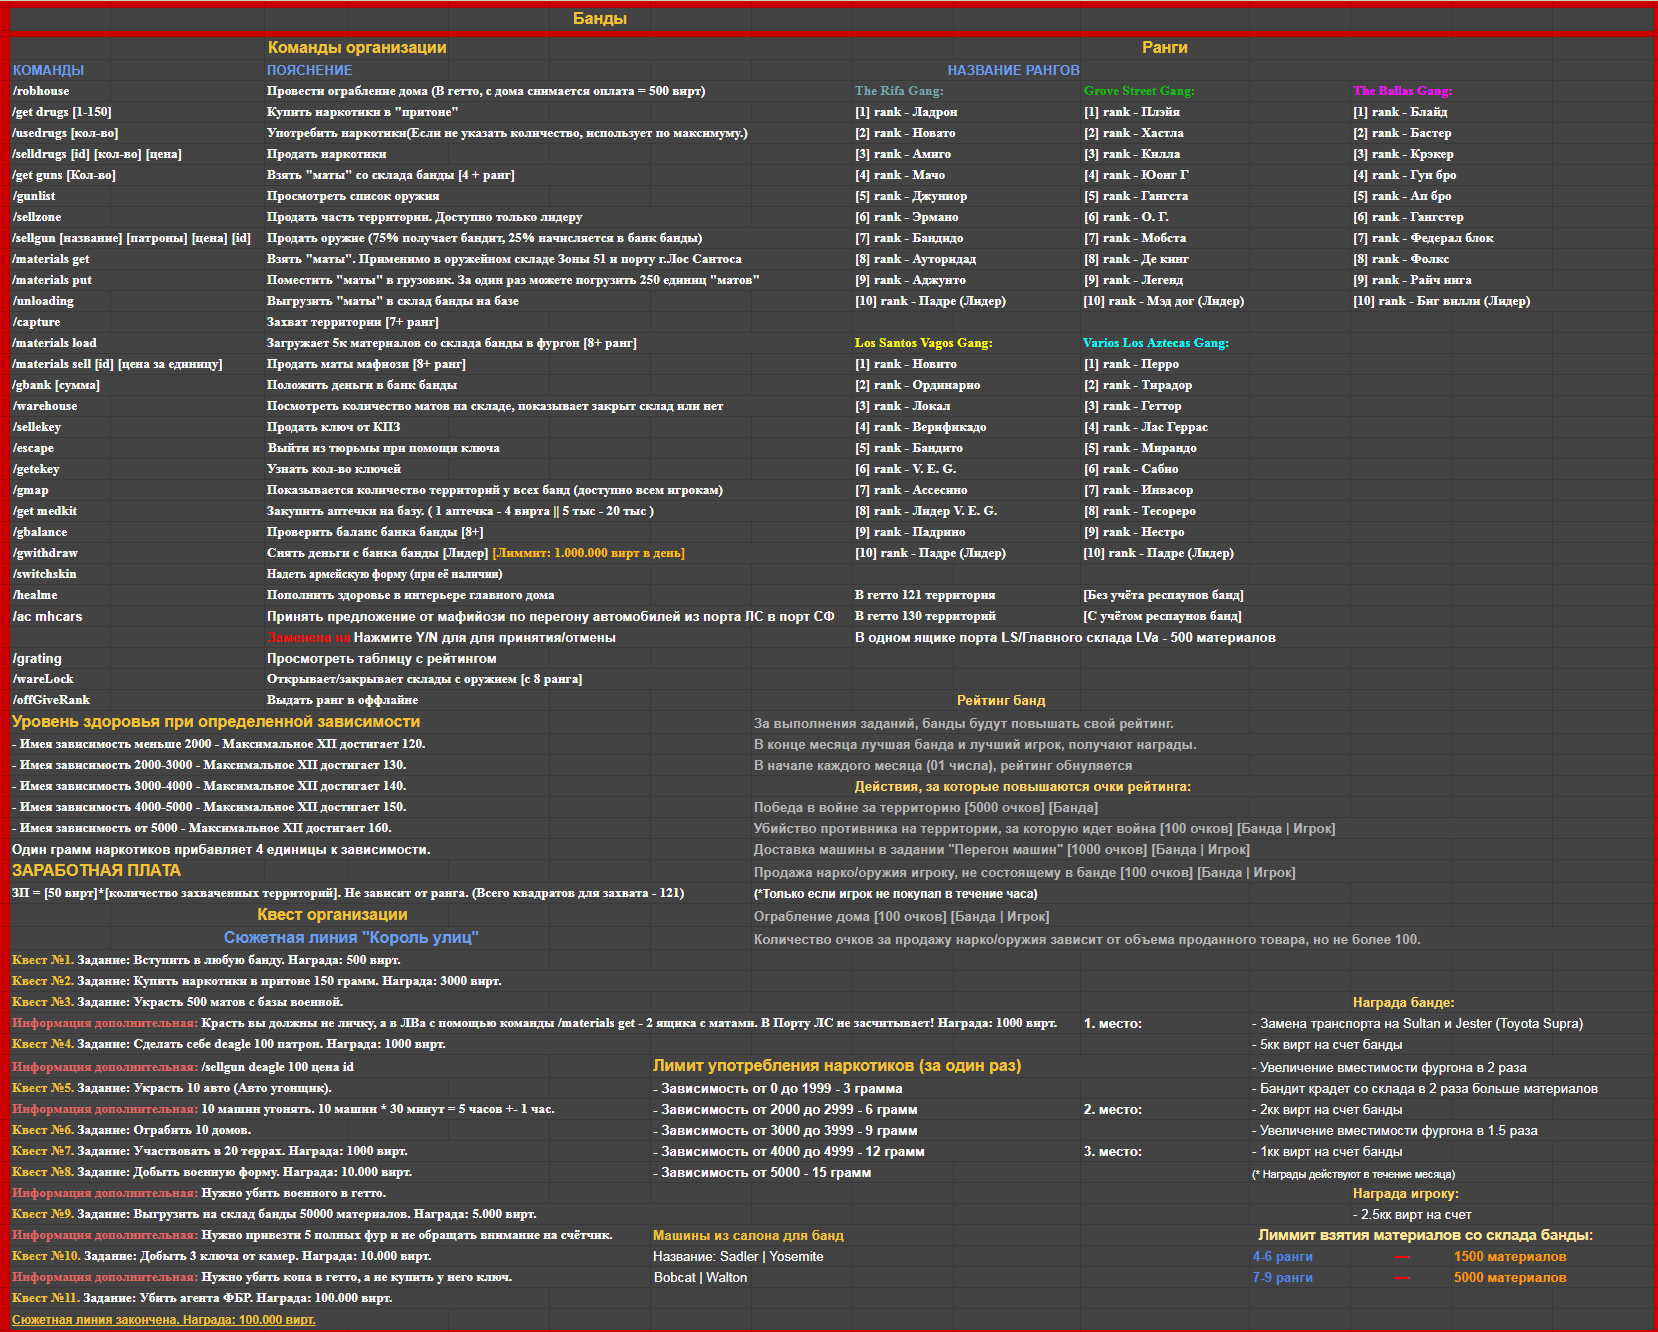 Банды
Команды организации
Ранги
КОМАНДЫ ПОЯСНЕНИЕ НАЗВАНИЕ РАНГОВ
/robhouse Провести ограбление дома (В гетто, с дома снимается оплата = 500 вирт) The Rifa Gang: Grove Street Gang: The Ballas Gang:
/get drugs [1-150] Купить наркотики в "притоне" [1] rank - Ладрон [1] rank - Плэйя [1] rank - Блайд
/usedrugs [кол-во] Употребить наркотики(Если не указать количество, использует по максимуму.) [2] rank - Новато [2] rank - Хастла [2] rank - Бастер
/selldrugs [id] [кол-во] [цена] Продать наркотики [3] rank - Амиго [3] rank - Килла [3] rank - Крэкер
/get guns [Кол-во] Взять "маты" со склада банды [4 + ранг] [4] rank - Мачо [4] rank - Юонг Г [4] rank - Гун бро
/gunlist Просмотреть список оружия [5] rank - Джуниор [5] rank - Гангста [5] rank - Ап бро
/sellzone Продать часть территории. Доступно только лидеру [6] rank - Эрмано [6] rank - О. Г. [6] rank - Гангстер
/sellgun [название] [патроны] [цена] [id] Продать оружие (75% получает бандит, 25% начисляется в банк банды) [7] rank - Бандидо [7] rank - Мобста [7] rank - Федерал блок
/materials get Взять "маты". Применимо в оружейном складе Зоны 51 и порту г.Лос Сантоса [8] rank - Ауторидад [8] rank - Де кинг [8] rank - Фолкс
/materials put Поместить "маты" в грузовик. За один раз можете погрузить 250 единиц "матов" [9] rank - Аджунто [9] rank - Легенд [9] rank - Райч нига
/unloading Выгрузить "маты" в склад банды на базе [10] rank - Падре (Лидер) [10] rank - Мэд дог (Лидер) [10] rank - Биг вилли (Лидер)
/capture Захват территории [7+ ранг]
/materials load Загружает 5к материалов со склада банды в фургон [8+ ранг] Los Santos Vagos Gang: Varios Los Aztecas Gang:
/materials sell [id] [цена за единицу] Продать маты мафиози [8+ ранг] [1] rank - Новито [1] rank - Перро
/gbank [сумма] Положить деньги в банк банды [2] rank - Ординарио [2] rank - Тирадор
/warehouse Посмотреть количество матов на складе, показывает закрыт склад или нет [3] rank - Локал [3] rank - Геттор
/sellekey Продать ключ от КПЗ [4] rank - Верификадо [4] rank - Лас Геррас
/escape Выйти из тюрьмы при помощи ключа [5] rank - Бандито [5] rank - Мирандо
/getekey Узнать кол-во ключей [6] rank - V. E. G. [6] rank - Сабио
/gmap Показывается количество территорий у всех банд (доступно всем игрокам) [7] rank - Ассесино [7] rank - Инвасор
/get medkit Закупить аптечки на базу. ( 1 аптечка - 4 вирта || 5 тыс - 20 тыс ) [8] rank - Лидер V. E. G. [8] rank - Тесореро
/gbalance Проверить баланс банка банды [8+] [9] rank - Падрино [9] rank - Нестро
/gwithdraw Снять деньги с банка банды [Лидер] [Лиммит: 1.000.000 вирт в день] [10] rank - Падре (Лидер) [10] rank - Падре (Лидер)
/switchskin Надеть армейскую форму (при её наличии)
/healme Пополнить здоровье в интерьере главного дома В гетто 121 территория [Без учёта респаунов банд]
/ac mhcars Принять предложение от мафийози по перегону автомобилей из порта ЛС в порт СФ В гетто 130 территорий [С учётом респаунов банд]
Заменена на Нажмите Y/N для для принятия/отмены В одном ящике порта LS/Главного склада LVa - 500 материалов
/grating Просмотреть таблицу с рейтингом
/wareLock Открывает/закрывает склады с оружием [с 8 ранга]
/offGiveRank Выдать ранг в оффлайне Рейтинг банд
Уровень здоровья при определенной зависимости За выполнения заданий, банды будут повышать свой рейтинг.
- Имея зависимость меньше 2000 - Максимальное ХП достигает 120. В конце месяца лучшая банда и лучший игрок, получают награды.
- Имея зависимость 2000-3000 - Максимальное ХП достигает 130. В начале каждого месяца (01 числа), рейтинг обнуляется
- Имея зависимость 3000-4000 - Максимальное ХП достигает 140. Действия, за которые повышаются очки рейтинга:
- Имея зависимость 4000-5000 - Максимальное ХП достигает 150. Победа в войне за территорию [5000 очков] [Банда]
- Имея зависимость от 5000 - Максимальное ХП достигает 160. Убийство противника на территории, за которую идет война [100 очков] [Банда | Игрок]
Один грамм наркотиков прибавляет 4 единицы к зависимости. Доставка машины в задании "Перегон машин" [1000 очков] [Банда | Игрок]
ЗАРАБОТНАЯ ПЛАТА Продажа нарко/оружия игроку, не состоящему в банде [100 очков] [Банда | Игрок]
ЗП = [50 вирт]*[количество захваченных территорий]. Не зависит от ранга. (Всего квадратов для захвата - 121) (*Только если игрок не покупал в течение часа)
Квест организации Ограбление дома [100 очков] [Банда | Игрок]
Сюжетная линия "Король улиц" Количество очков за продажу нарко/оружия зависит от объема проданного товара, но не более 100.
Квест №1. Задание: Вступить в любую банду. Награда: 500 вирт.
Квест №2. Задание: Купить наркотики в притоне 150 грамм. Награда: 3000 вирт.
Квест №3. Задание: Украсть 500 матов с базы военной. Награда банде:
Информация дополнительная: Красть вы должны не личку, а в ЛВа с помощью команды /materials get - 2 ящика с матами. В Порту ЛС не засчитывает! Награда: 1000 вирт. 1. место: - Замена транспорта на Sultan и Jester (Toyota Supra)
Квест №4. Задание: Сделать себе deagle 100 патрон. Награда: 1000 вирт. - 5кк вирт на счет банды
Информация дополнительная: /sellgun deagle 100 цена id Лимит употребления наркотиков (за один раз) - Увеличение вместимости фургона в 2 раза
Квест №5. Задание: Украсть 10 авто (Авто угонщик). - Зависимость от 0 до 1999 - 3 грамма - Бандит крадет со склада в 2 раза больше материалов
Информация дополнительная: 10 машин угонять. 10 машин * 30 минут = 5 часов +- 1 час. - Зависимость от 2000 до 2999 - 6 грамм 2. место: - 2кк вирт на счет банды
Квест №6. Задание: Ограбить 10 домов. - Зависимость от 3000 до 3999 - 9 грамм - Увеличение вместимости фургона в 1.5 раза
Квест №7. Задание: Участвовать в 20 террах. Награда: 1000 вирт. - Зависимость от 4000 до 4999 - 12 грамм 3. место: - 1кк вирт на счет банды
Квест №8. Задание: Добыть военную форму. Награда: 10.000 вирт. - Зависимость от 5000 - 15 грамм (* Награды действуют в течение месяца)
Информация дополнительная: Нужно убить военного в гетто. Награда игроку:
Квест №9. Задание: Выгрузить на склад банды 50000 материалов. Награда: 5.000 вирт. - 2.5кк вирт на счет
Информация дополнительная: Нужно привезти 5 полных фур и не обращать внимание на счётчик. Машины из салона для банд Лиммит взятия материалов со склада банды:
Квест №10. Задание: Добыть 3 ключа от камер. Награда: 10.000 вирт. Название: Sadler | Yosemite 4-6 ранги — 1500 материалов
Информация дополнительная: Нужно убить копа в гетто, а не купить у него ключ. Bobcat | Walton 7-9 ранги — 5000 материалов
Квест №11. Задание: Убить агента ФБР. Награда: 100.000 вирт.
Сюжетная линия закончена. Награда: 100.000 вирт.